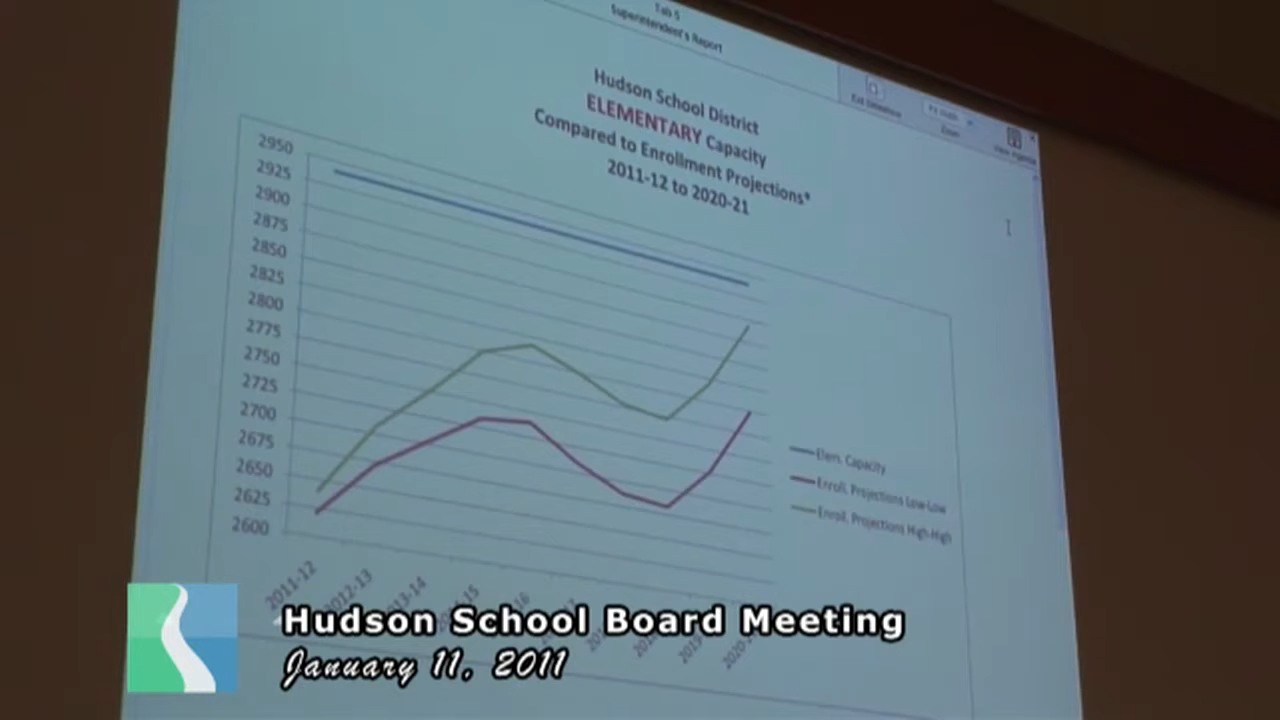 Tab 5
Superintendent's Report
Hudson School District
ELEMENTARY Capacity
Compared to Enrollment Projections*
2011-12 to 2020-21
Exit
Zoom
2950
2925
2900
2875
2850
2825
2800
2775
2750
2725
2700
2675
2650
2625
2600
Elem. Capacity
Enroll. Projections Low-Low
Enroll. Projections High-High
2011-12
2012-13
Hudson School Board Meeting
January 11, 2011